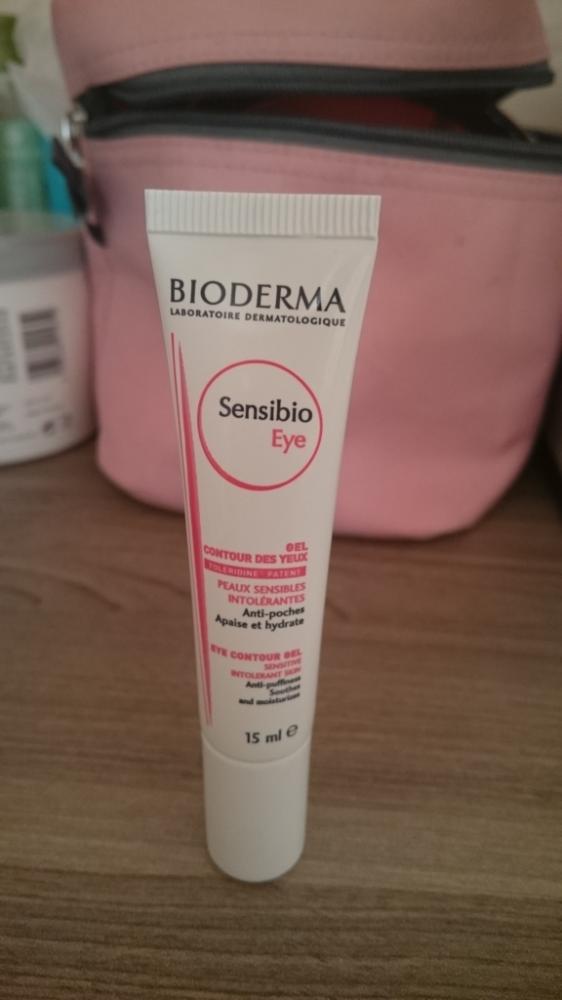 BIODERMA
LABORATOIRE DERMATOLOGIQUE
Sensibio
Eye
GEL
CONTOUR DES YEUX
TOLERIDINE PATENT
PEAUX SENSIBLES
INTOLÉRANTES
Anti-poches
Apaise et hydrate
EYE CONTOUR GEL
SENSITIVE
INTOLERANT SKIN
Anti-puffiness
Soothes
and moisturizes
15 ml e